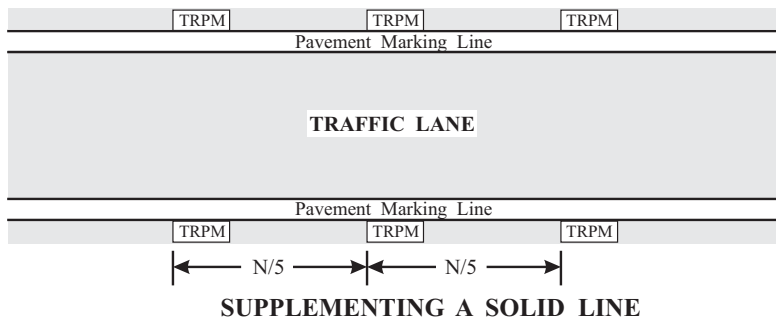 TRPM TRPM TRPM
Pavement Marking Line
TRAFFIC LANE
Pavement Marking Line
TRPM TRPM TRPM
N/5 N/5
SUPPLEMENTING A SOLID LINE